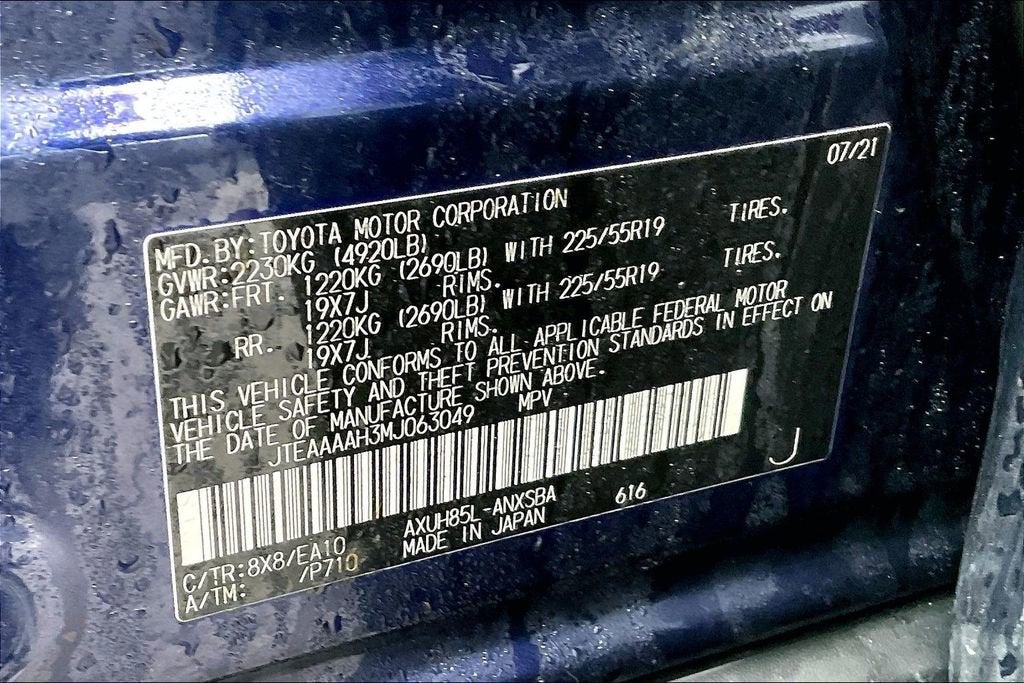 07/21
MFD. BY: TOYOTA MOTOR CORPORATION
GVWR: 2230KG (4920LB)
GAWR: FRT. 1220KG (2690LB) WITH 225/55R19 TIRES.
19X7J RIMS.
RR. 1220KG (2690LB) WITH 225/55R19 TIRES.
19X7J RIMS.
THIS VEHICLE CONFORMS TO ALL APPLICABLE FEDERAL MOTOR
VEHICLE SAFETY AND THEFT PREVENTION STANDARDS IN EFFECT ON
THE DATE OF MANUFACTURE SHOWN ABOVE.
JTEAAAAH3MJ063049 MPV
J
C/TR: 8X8/EA10 AXUH85L-ANXSBA 616
A/TM: /P710 MADE IN JAPAN